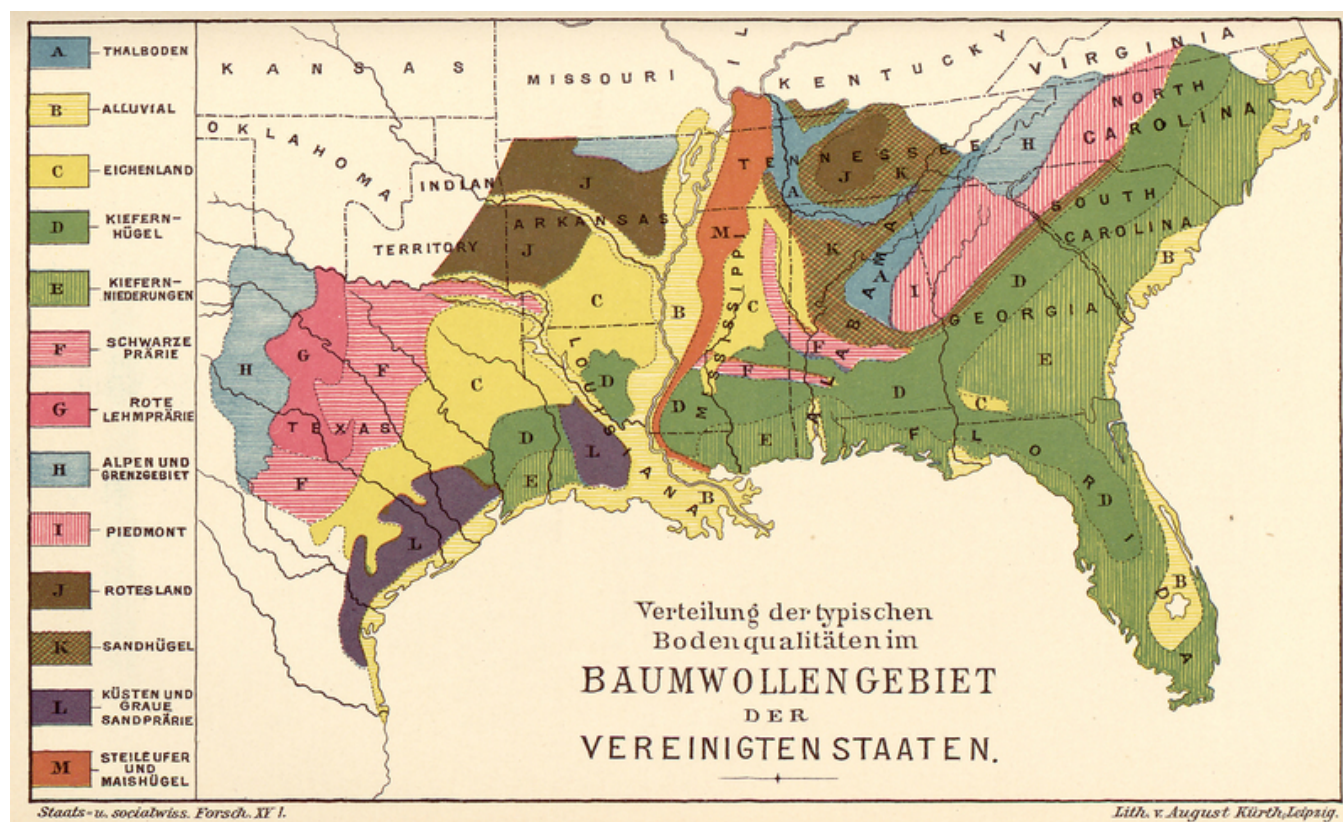 A THALBODEN
B ALLUVIAL
C EICHENLAND
D KIEFERN-
HÜGEL
E KIEFERN-
NIEDERUNGEN
F SCHWARZE
PRÄRIE
G ROTE
LEHMPRÄRIE
H ALPEN UND
GRENZGEBIET
I PIEDMONT
J ROTESLAND
K SANDHÜGEL
L KÜSTEN UND
GRAUE
SANDPRÄRIE
M STEILEUFER
UND
MAISHÜGEL
KANSAS
MISSOURI
IL
KENTUCKY
VIRGINIA
OKLAHOMA
INDIAN
TERRITORY
ARKANSAS
TENNESSEE
NORTH
CAROLINA
SOUTH
CAROLINA
GEORGIA
ALABAMA
MISSISSIPPI
LOUISIANA
TEXAS
FLORIDA
J
J
C
C
D
D
E
L
L
B
B
M
C
F
F
D
E
A
J
K
K
A
I
H
D
E
B
D
C
D
B
H
G
F
F
Verteilung der typischen
Bodenqualitäten im
BAUMWOLLENGEBIET
DER
VEREINIGTEN STAATEN.
Staats- u. socialwiss. Forsch. XV 1.
Lith. v. August Kürth, Leipzig.